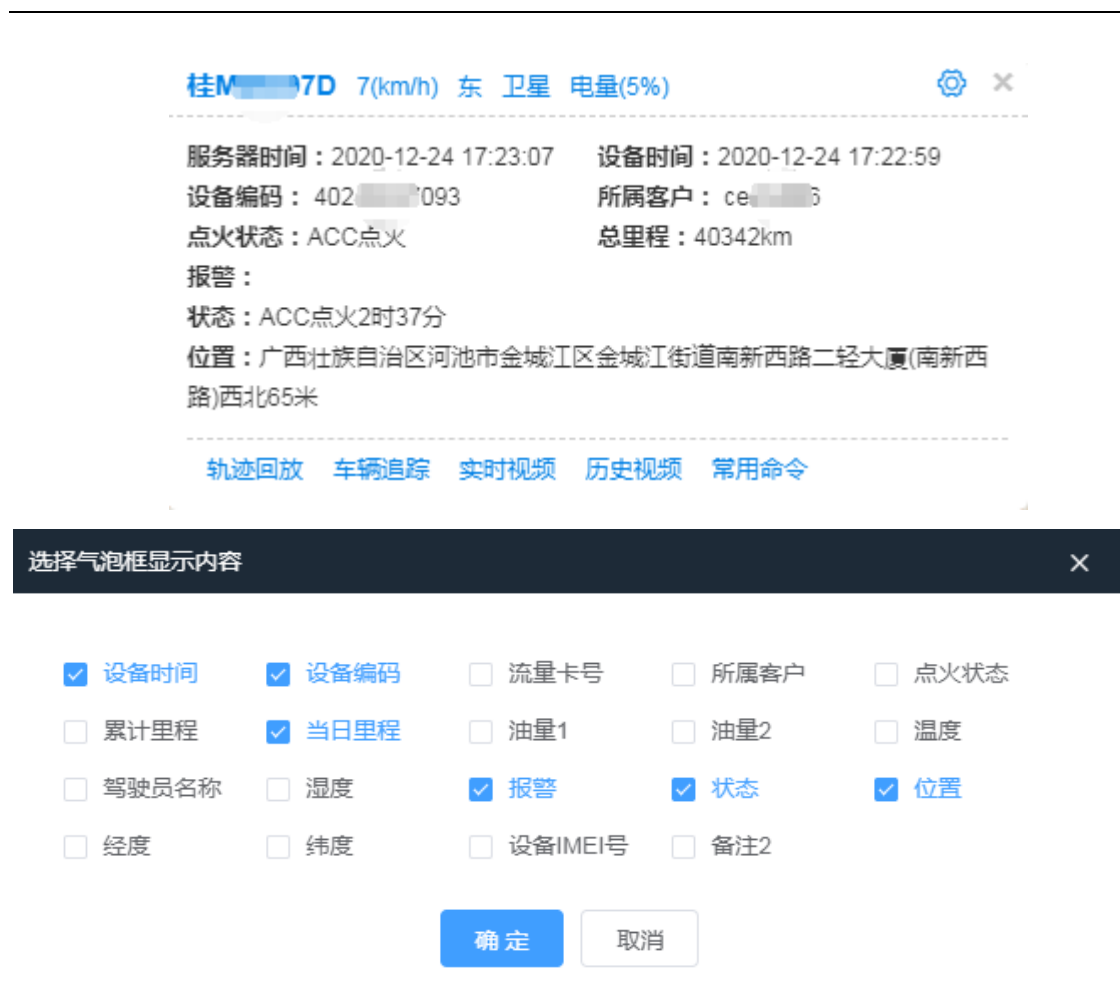 桂M 7D 7(km/h) 东 卫星 电量(5%)
服务器时间：2020-12-24 17:23:07 设备时间：2020-12-24 17:22:59
设备编码： 402 7093 所属客户： ce 6
点火状态：ACC点火 总里程：40342km
报警：
状态：ACC点火2时37分
位置：广西壮族自治区河池市金城江区金城江街道南新西路二轻大厦(南新西
路)西北65米
轨迹回放 车辆追踪 实时视频 历史视频 常用命令
选择气泡框显示内容
设备时间 设备编码 流量卡号 所属客户 点火状态
累计里程 当日里程 油量1 油量2 温度
驾驶员名称 湿度 报警 状态 位置
经度 纬度 设备IMEI号 备注2
确定 取消